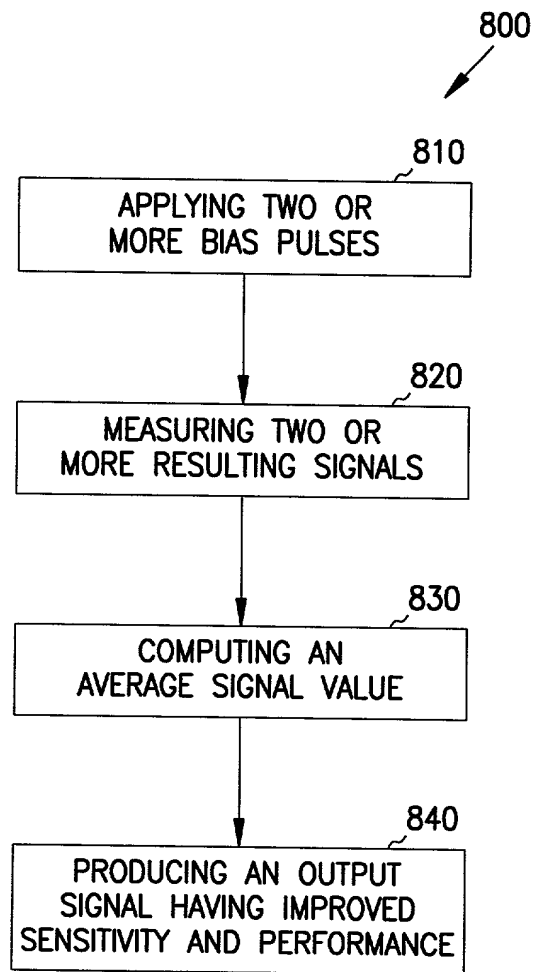 800
810
APPLYING TWO OR
MORE BIAS PULSES
820
MEASURING TWO OR
MORE RESULTING SIGNALS
830
COMPUTING AN
AVERAGE SIGNAL VALUE
840
PRODUCING AN OUTPUT
SIGNAL HAVING IMPROVED
SENSITIVITY AND PERFORMANCE